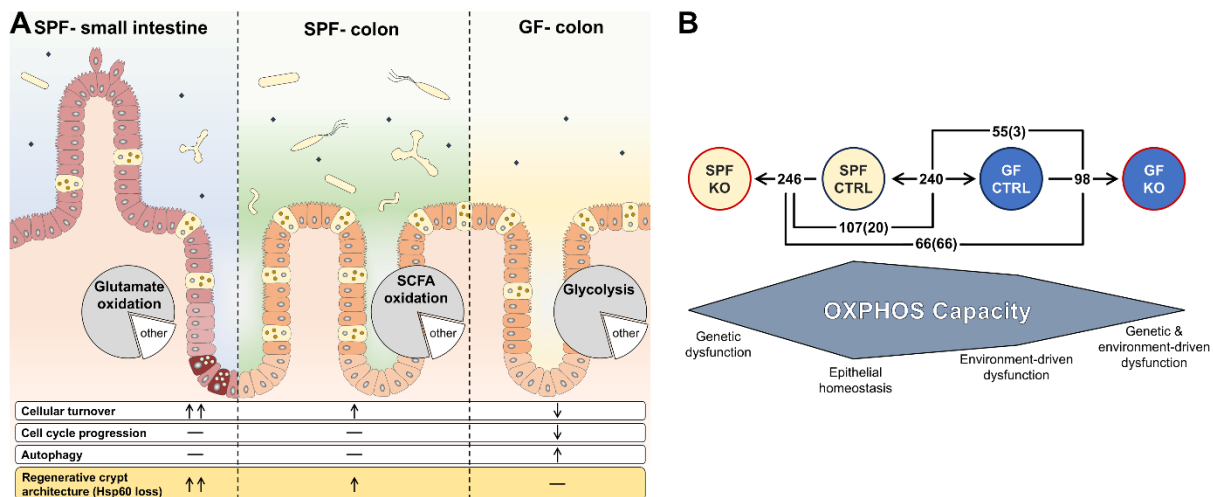 A
SPF- small intestine
SPF- colon
GF- colon
Glutamate
oxidation
other
SCFA
oxidation
other
Glycolysis
other
Cellular turnover ↑↑ ↑ ↓
Cell cycle progression — — ↓
Autophagy — — ↑
Regenerative crypt
architecture (Hsp60 loss) ↑↑ ↑ —
B
55(3)
SPF
KO
246
SPF
CTRL
240
GF
CTRL
98
GF
KO
107(20)
66(66)
OXPHOS Capacity
Genetic
dysfunction
Epithelial
homeostasis
Environment-driven
dysfunction
Genetic &
environment-driven
dysfunction